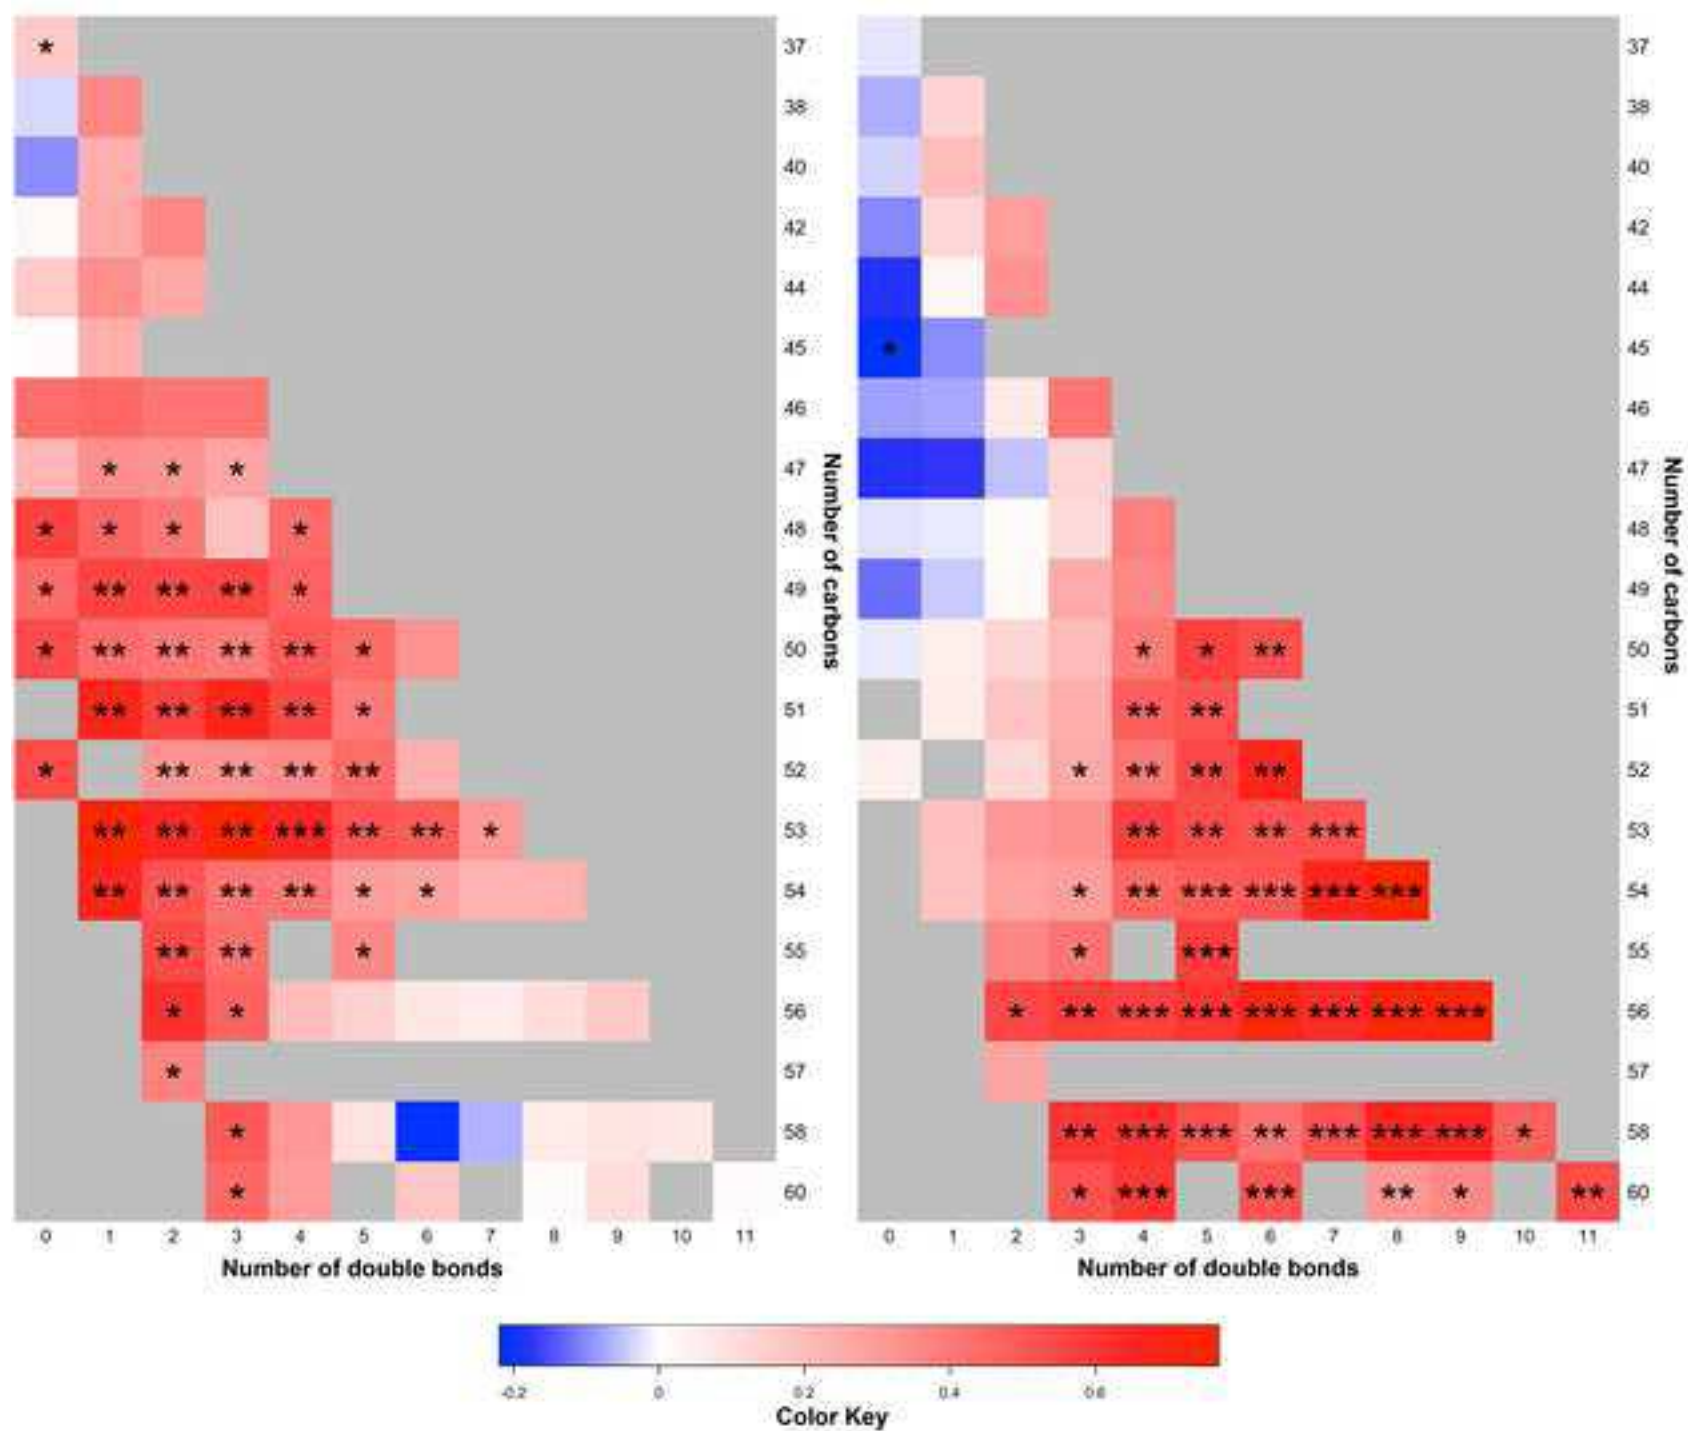 * 37 37
38 38
40 40
42 42
44 44
45 * 45
46 46
* * * 47 47
* * * * 48 48
* ** ** ** * 49 49
* ** ** ** ** * 50 * * ** 50
** ** ** ** * 51 ** ** 51
* ** ** ** ** 52 * ** ** ** 52
** ** ** *** ** ** * 53 ** ** ** *** 53
** ** ** ** * * 54 * ** *** *** *** *** 54
** ** * 55 * *** 55
* * 56 * ** *** *** *** *** *** *** 56
* 57 57
* 58 ** *** *** ** *** *** *** * 58
* 60 * *** *** ** * ** 60
Number of carbons
Number of carbons
0 1 2 3 4 5 6 7 8 9 10 11
0 1 2 3 4 5 6 7 8 9 10 11
Number of double bonds
Number of double bonds
-0.2 0 0.2 0.4 0.6
Color Key